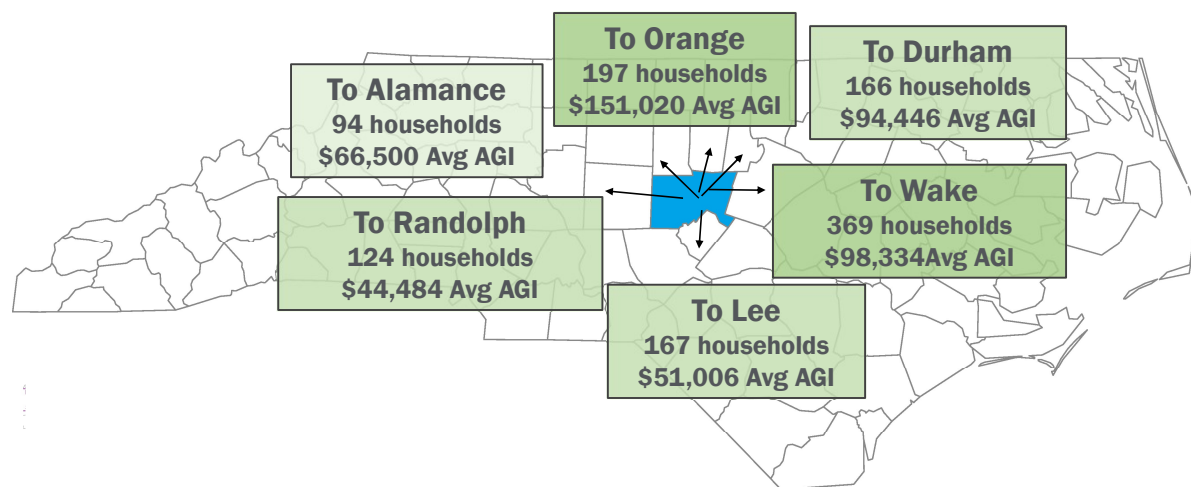 To Orange
197 households
$151,020 Avg AGI
To Durham
166 households
$94,446 Avg AGI
To Alamance
94 households
$66,500 Avg AGI
To Wake
369 households
$98,334Avg AGI
To Randolph
124 households
$44,484 Avg AGI
To Lee
167 households
$51,006 Avg AGI